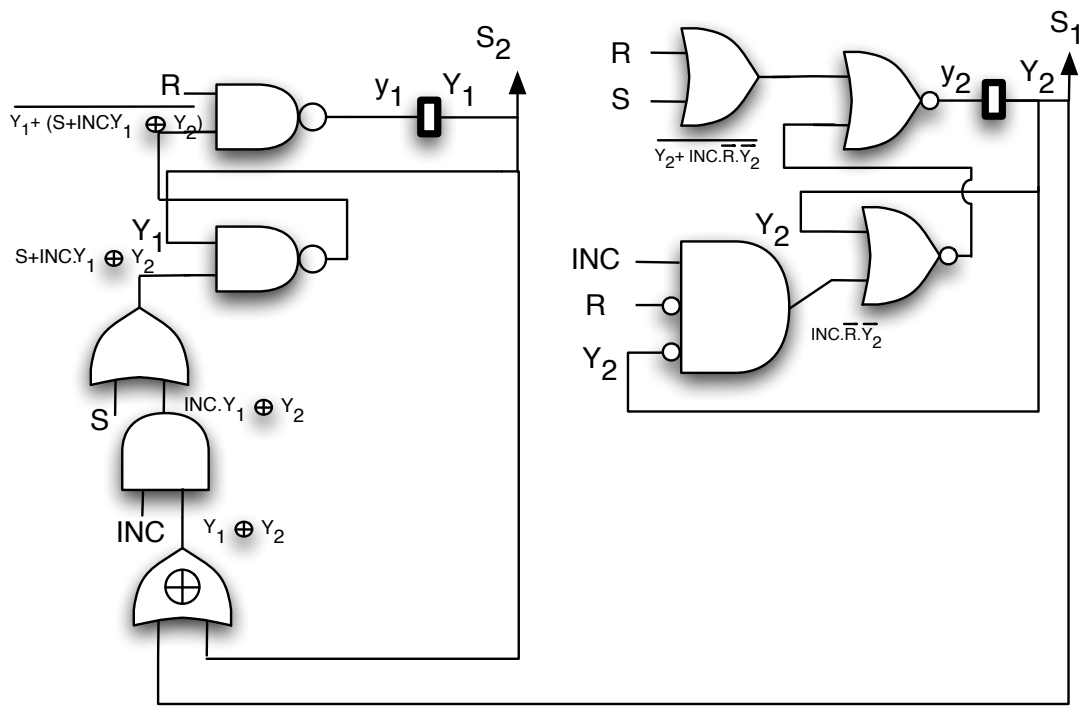 S2
S1
R
y1
Y1
R
y2
Y2
Y1+ (S+INC.Y1 ⊕ Y2)
S
Y2+ INC.R.Y2
Y1
Y2
S+INC.Y1 ⊕ Y2
INC
R
INC.R.Y2
Y2
INC.Y1 ⊕ Y2
S
INC
Y1 ⊕ Y2
⊕